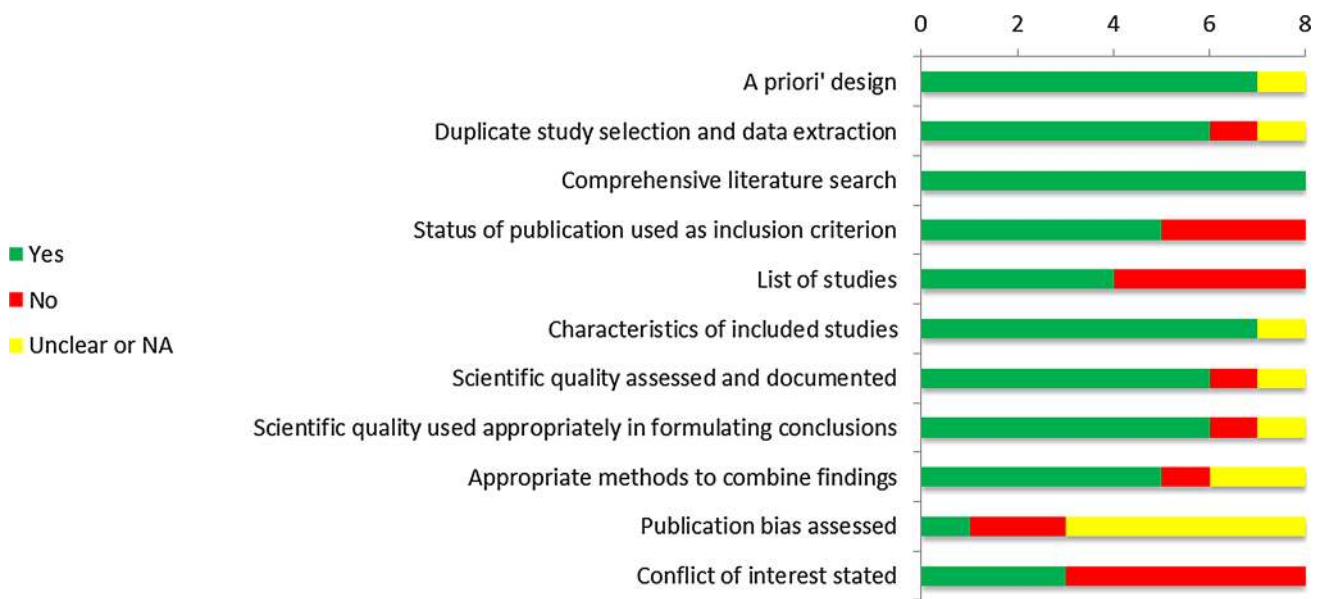 0 2 4 6 8
A priori' design
Duplicate study selection and data extraction
Comprehensive literature search
Status of publication used as inclusion criterion
List of studies
Characteristics of included studies
Scientific quality assessed and documented
Scientific quality used appropriately in formulating conclusions
Appropriate methods to combine findings
Publication bias assessed
Conflict of interest stated
Yes
No
Unclear or NA